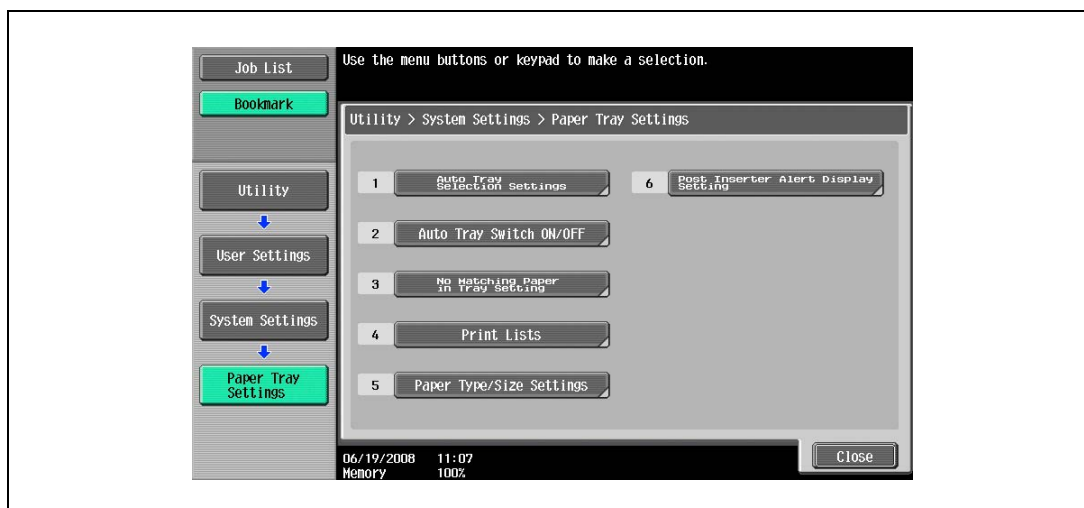 Job List
Bookmark
Use the menu buttons or keypad to make a selection.
Utility > System Settings > Paper Tray Settings
Utility
User Settings
System Settings
Paper Tray
Settings
1
Auto Tray
Selection Settings
2
Auto Tray Switch ON/OFF
3
No Matching Paper
in Tray Setting
4
Print Lists
5
Paper Type/Size Settings
6
Post Inserter Alert Display
Setting
06/19/2008 11:07
Memory 100%
Close